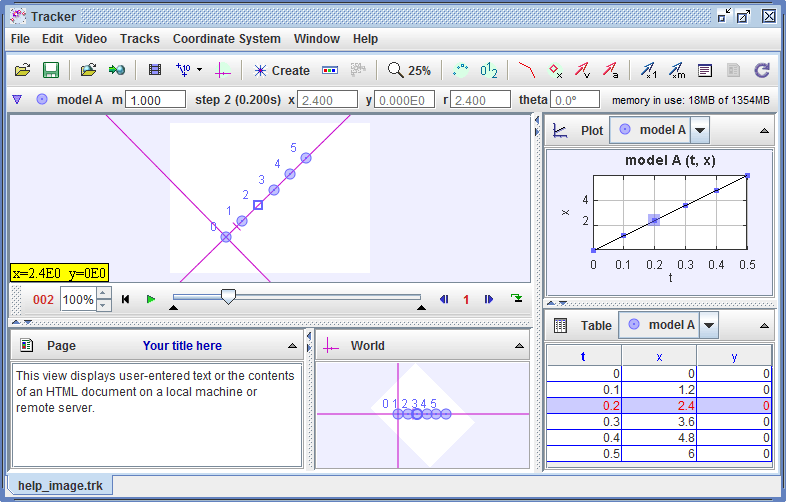 Tracker
File Edit Video Tracks Coordinate System Window Help
10 Create 25% 012 v a x1 xm
model A m 1.000 step 2 (0.200s) x 2.400 y 0.000E0 r 2.400 theta 0.0° memory in use: 18MB of 1354MB
0
1
2
3
4
5
x=2.4E0 y=0E0
002 100% 1
Plot model A
model A (t, x)
x
4
2
0 0.1 0.2 0.3 0.4 0.5
t
Page Your title here
This view displays user-entered text or the contents
of an HTML document on a local machine or
remote server.
World
0 1 2 3 4 5
Table model A
t x y
0 0 0
0.1 1.2 0
0.2 2.4 0
0.3 3.6 0
0.4 4.8 0
0.5 6 0
help_image.trk